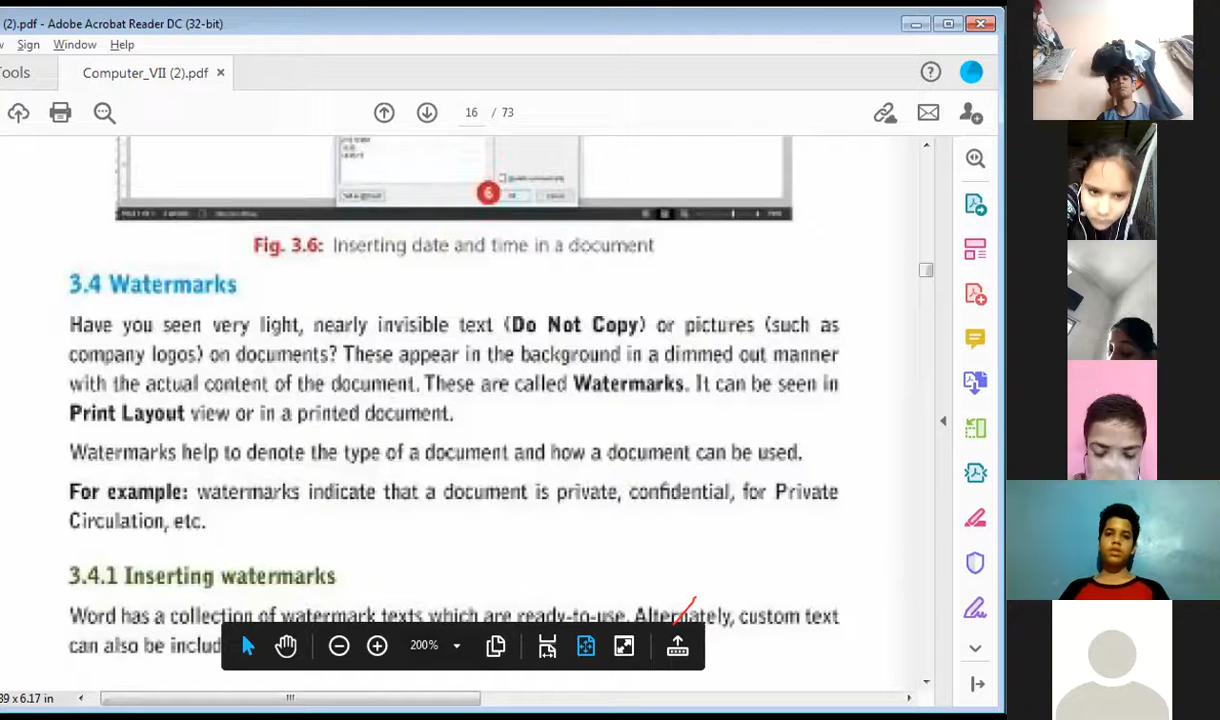 (2).pdf - Adobe Acrobat Reader DC (32-bit)
Sign Window Help
Tools Computer_VII (2).pdf ×
16 / 73
6
Fig. 3.6: Inserting date and time in a document
3.4 Watermarks
Have you seen very light, nearly invisible text (Do Not Copy) or pictures (such as
company logos) on documents? These appear in the background in a dimmed out manner
with the actual content of the document. These are called Watermarks. It can be seen in
Print Layout view or in a printed document.
Watermarks help to denote the type of a document and how a document can be used.
For example: watermarks indicate that a document is private, confidential, for Private
Circulation, etc.
3.4.1 Inserting watermarks
Word has a collection of watermark texts which are ready-to-use. Alternately, custom text
can also be includ
200%
39 x 6.17 in